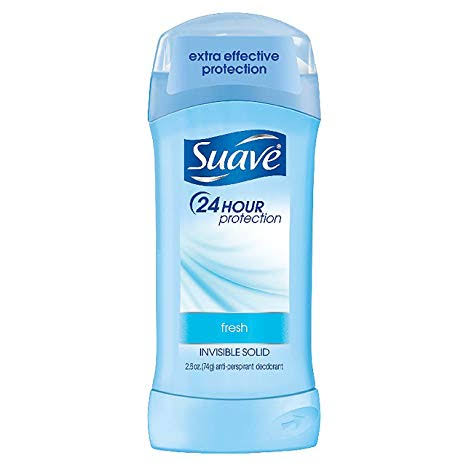 extra effective
protection
Suave®
24 HOUR
protection
fresh
INVISIBLE SOLID
2.6 oz. (74g) anti-perspirant deodorant